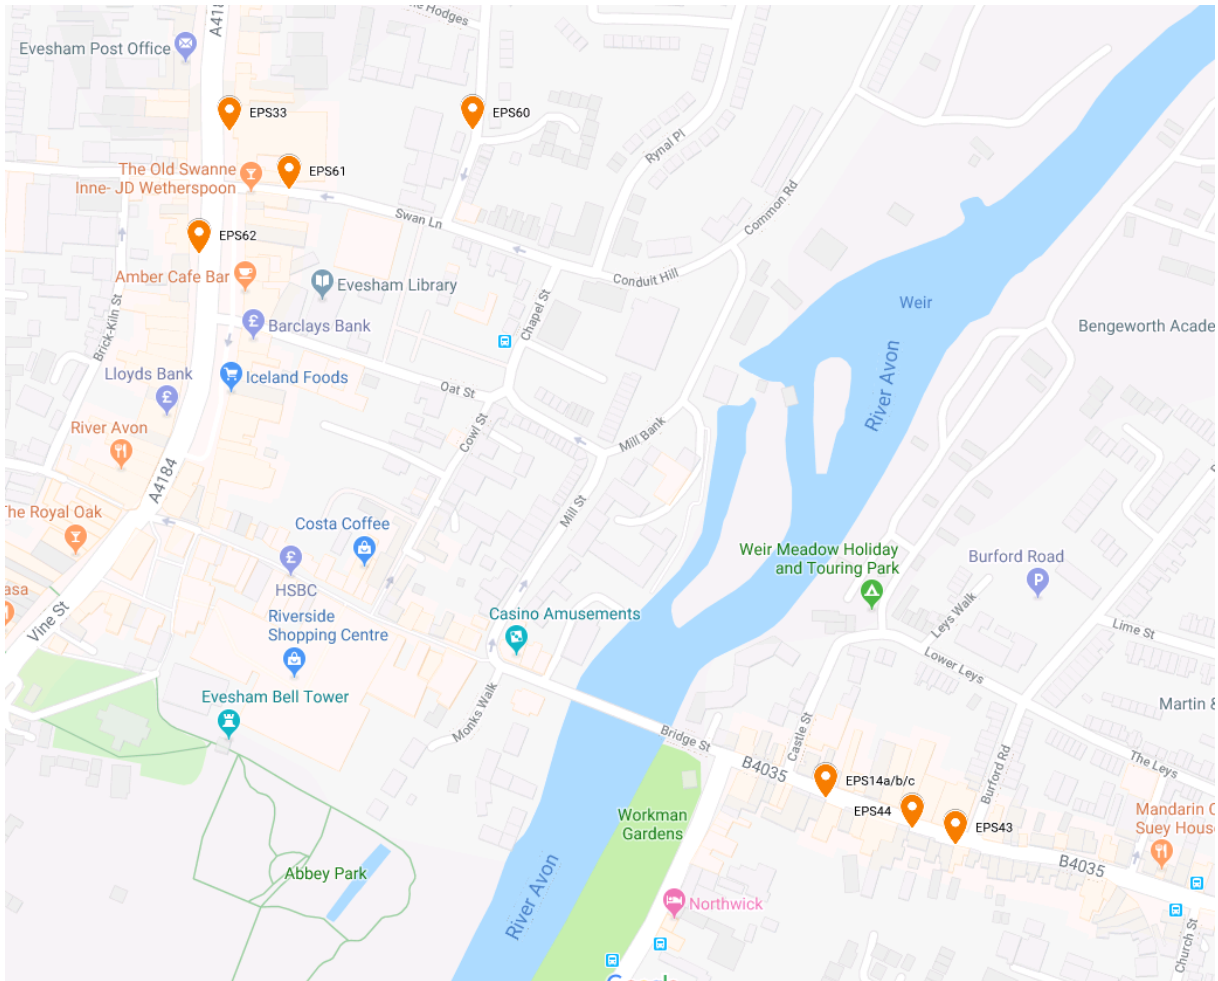 A418
e Hodges
Evesham Post Office
EPS33
EPS60
Rynal Pl
The Old Swanne
Inne- JD Wetherspoon
EPS61
Common Rd
Swan Ln
EPS62
Conduit Hill
Amber Cafe Bar
Evesham Library
Weir
Brick-Kiln St
Chapel St
Barclays Bank
Bengeworth Acade
River Avon
Lloyds Bank
Iceland Foods
Oat St
River Avon
Cowl St
Mill Bank
A4184
The Royal Oak
Mill St
Costa Coffee
Weir Meadow Holiday
and Touring Park
Burford Road
P
HSBC
asa
Vine St
Riverside
Shopping Centre
Casino Amusements
Leys Walk
Lime St
Lower Leys
Evesham Bell Tower
Monks Walk
Martin &
Bridge St
Castle St
B4035
The Leys
EPS14a/b/c
Burford Rd
EPS44
EPS43
Workman
Gardens
Mandarin C
Suey House
B4035
Abbey Park
River Avon
Northwick
Church St